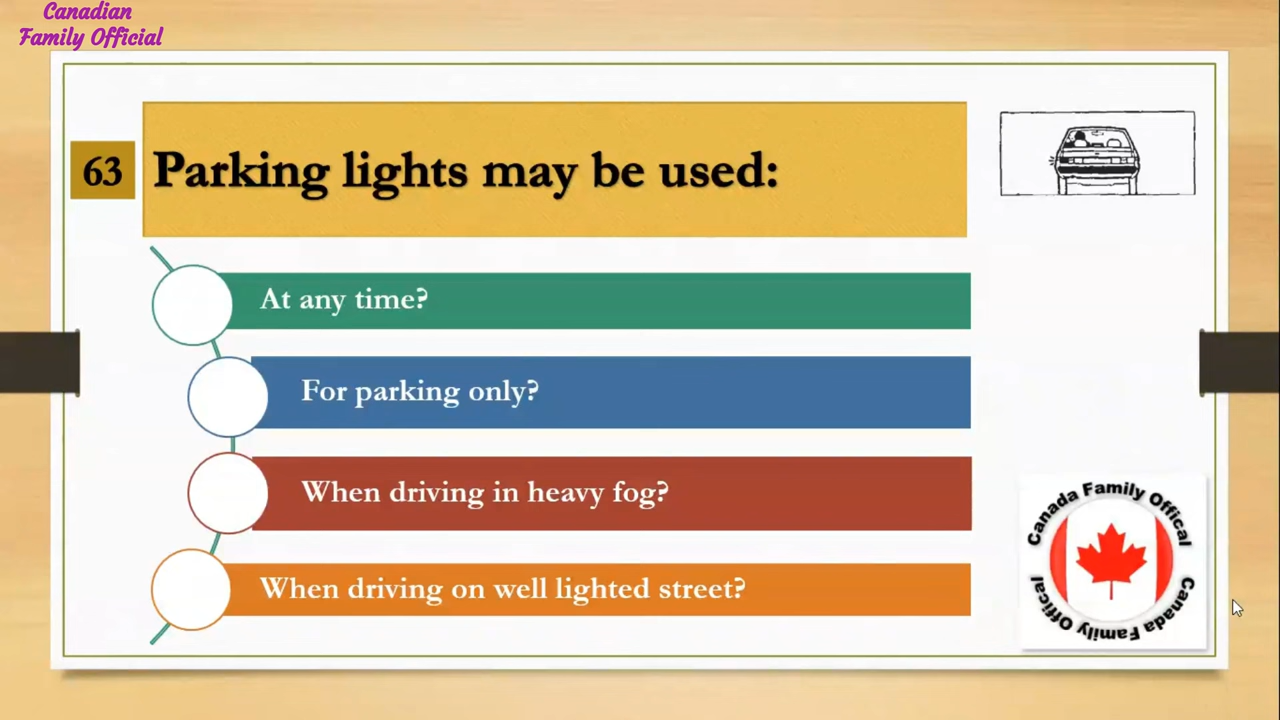 Canadian
Family Official
63
Parking lights may be used:
At any time?
For parking only?
When driving in heavy fog?
When driving on well lighted street?
Canada Family Offical
Canada Family Offical